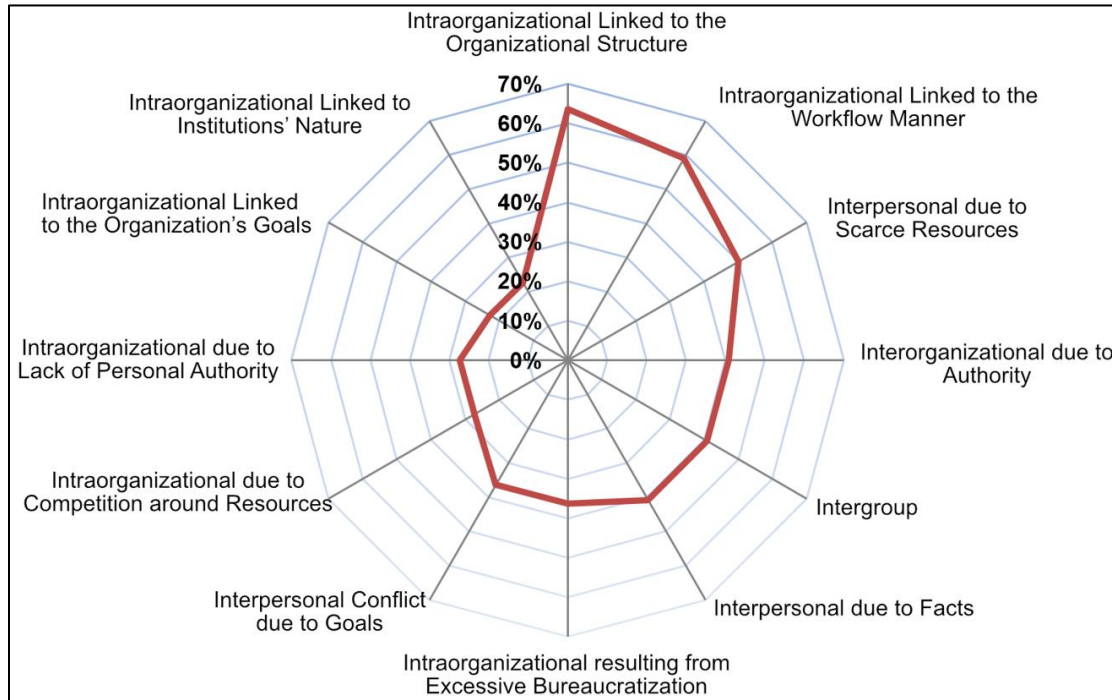 Intraorganizational Linked to the
Organizational Structure
70%
60%
50%
40%
30%
20%
10%
0%
Intraorganizational Linked to the
Workflow Manner
Interpersonal due to
Scarce Resources
Interorganizational due to
Authority
Intergroup
Interpersonal due to Facts
Intraorganizational resulting from
Excessive Bureaucratization
Interpersonal Conflict
due to Goals
Intraorganizational due to
Competition around Resources
Intraorganizational due to
Lack of Personal Authority
Intraorganizational Linked
to the Organization's Goals
Intraorganizational Linked to
Institutions' Nature